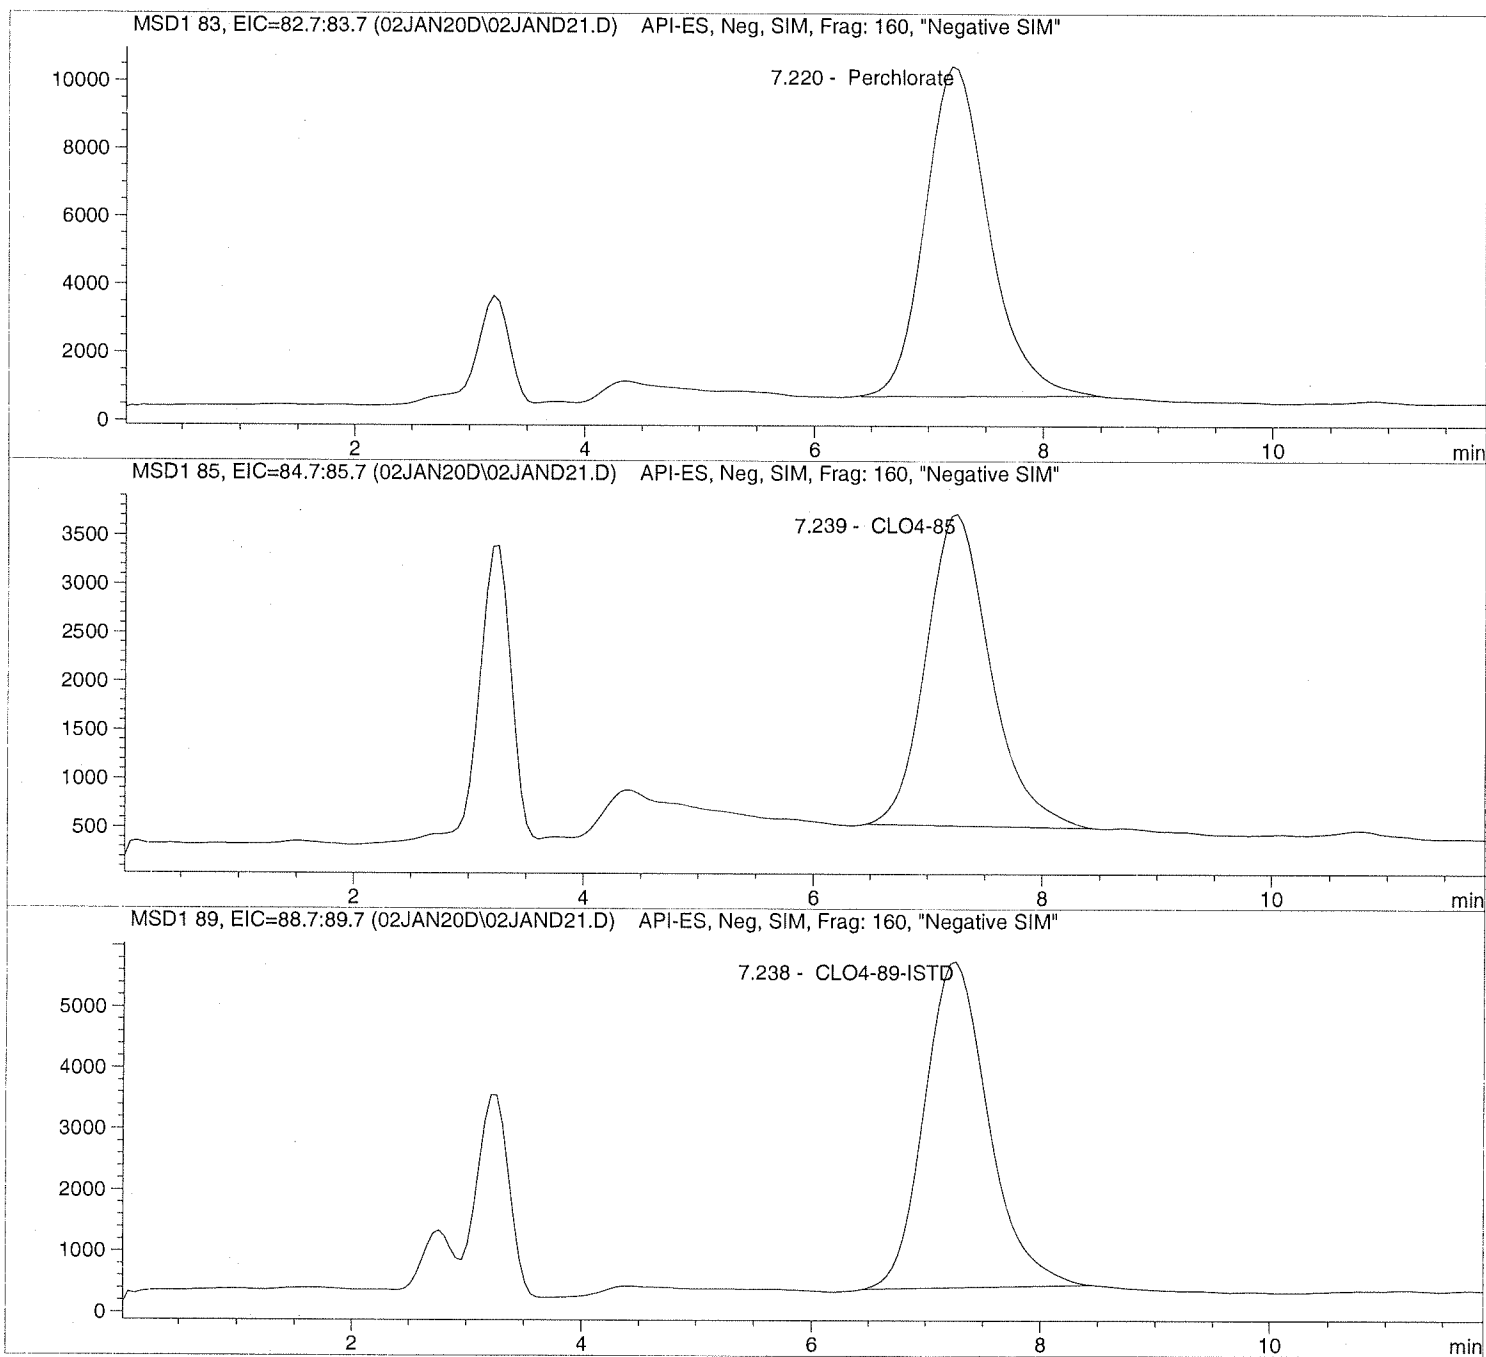 MSD1 83, EIC=82.7:83.7 (02JAN20D\02JAND21.D) API-ES, Neg, SIM, Frag: 160, "Negative SIM"
7.220 - Perchlorate
10000
8000
6000
4000
2000
0
2 4 6 8 10 min
MSD1 85, EIC=84.7:85.7 (02JAN20D\02JAND21.D) API-ES, Neg, SIM, Frag: 160, "Negative SIM"
7.239 - CLO4-85
3500
3000
2500
2000
1500
1000
500
2 4 6 8 10 min
MSD1 89, EIC=88.7:89.7 (02JAN20D\02JAND21.D) API-ES, Neg, SIM, Frag: 160, "Negative SIM"
7.238 - CLO4-89-ISTD
5000
4000
3000
2000
1000
0
2 4 6 8 10 min